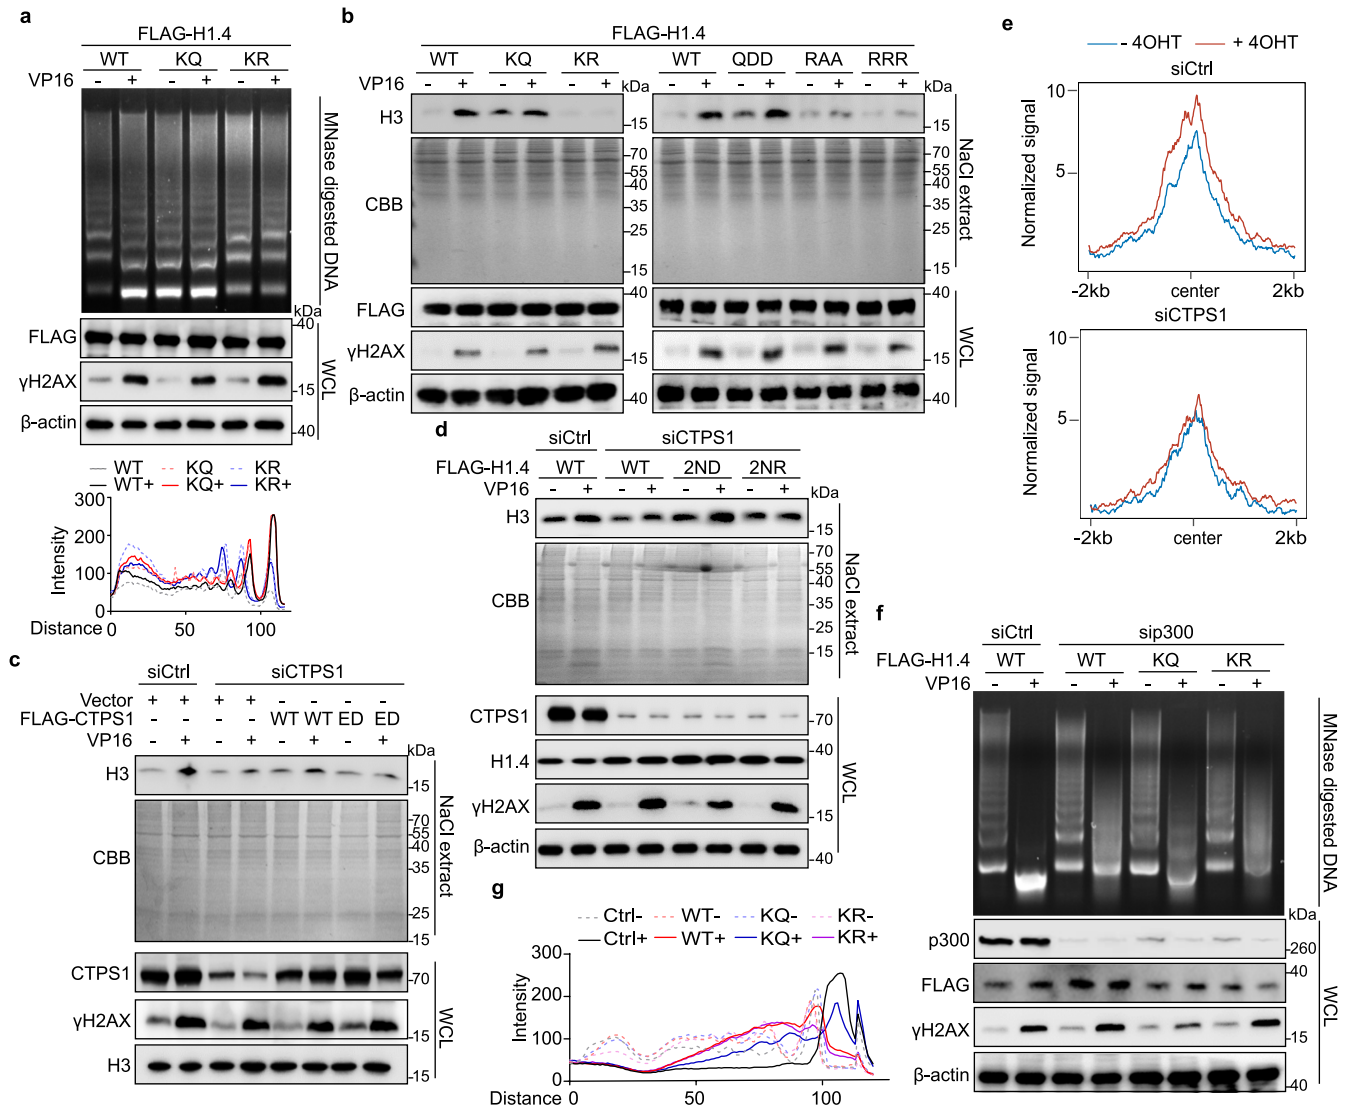 a
FLAG-H1.4
WT KQ KR
VP16 - + - + - +
MNase digested DNA
kDa
FLAG 40
γH2AX 15
β-actin 40
WCL
WT KQ KR
WT+ KQ+ KR+
300
200
100
0
Intensity
Distance 0 50 100
b
FLAG-H1.4
WT KQ KR WT QDD RAA RRR
VP16 - + - + - + kDa - + - + - + - + kDa
H3 15 15
CBB
70 70
55 55
40 40
35 35
25 25
15 15
NaCl extract
FLAG 40 40
γH2AX 15 15
β-actin 40 40
WCL
c
siCtrl siCTPS1
Vector + + + + - - - -
FLAG-CTPS1 - - - - WT WT ED ED
VP16 - + - + - + - +
kDa
H3 15
CBB
70
55
40
35
25
15
NaCl extract
CTPS1 70
γH2AX 15
H3 15
WCL
d
siCtrl siCTPS1
FLAG-H1.4 WT WT 2ND 2NR
VP16 - + - + - + - + kDa
H3 15
CBB
70
55
35
25
15
NaCl extract
CTPS1 70
H1.4 40
γH2AX 15
β-actin 40
WCL
e
- 4OHT + 4OHT
siCtrl
10
5
Normalized signal
-2kb center 2kb
siCTPS1
10
5
Normalized signal
-2kb center 2kb
f
siCtrl sip300
FLAG-H1.4 WT WT KQ KR
VP16 - + - + - + - +
MNase digested DNA
kDa
p300 260
FLAG 40
γH2AX 15
β-actin 40
WCL
g
Ctrl- WT- KQ- KR-
Ctrl+ WT+ KQ+ KR+
300
200
100
0
Intensity
Distance 0 50 100